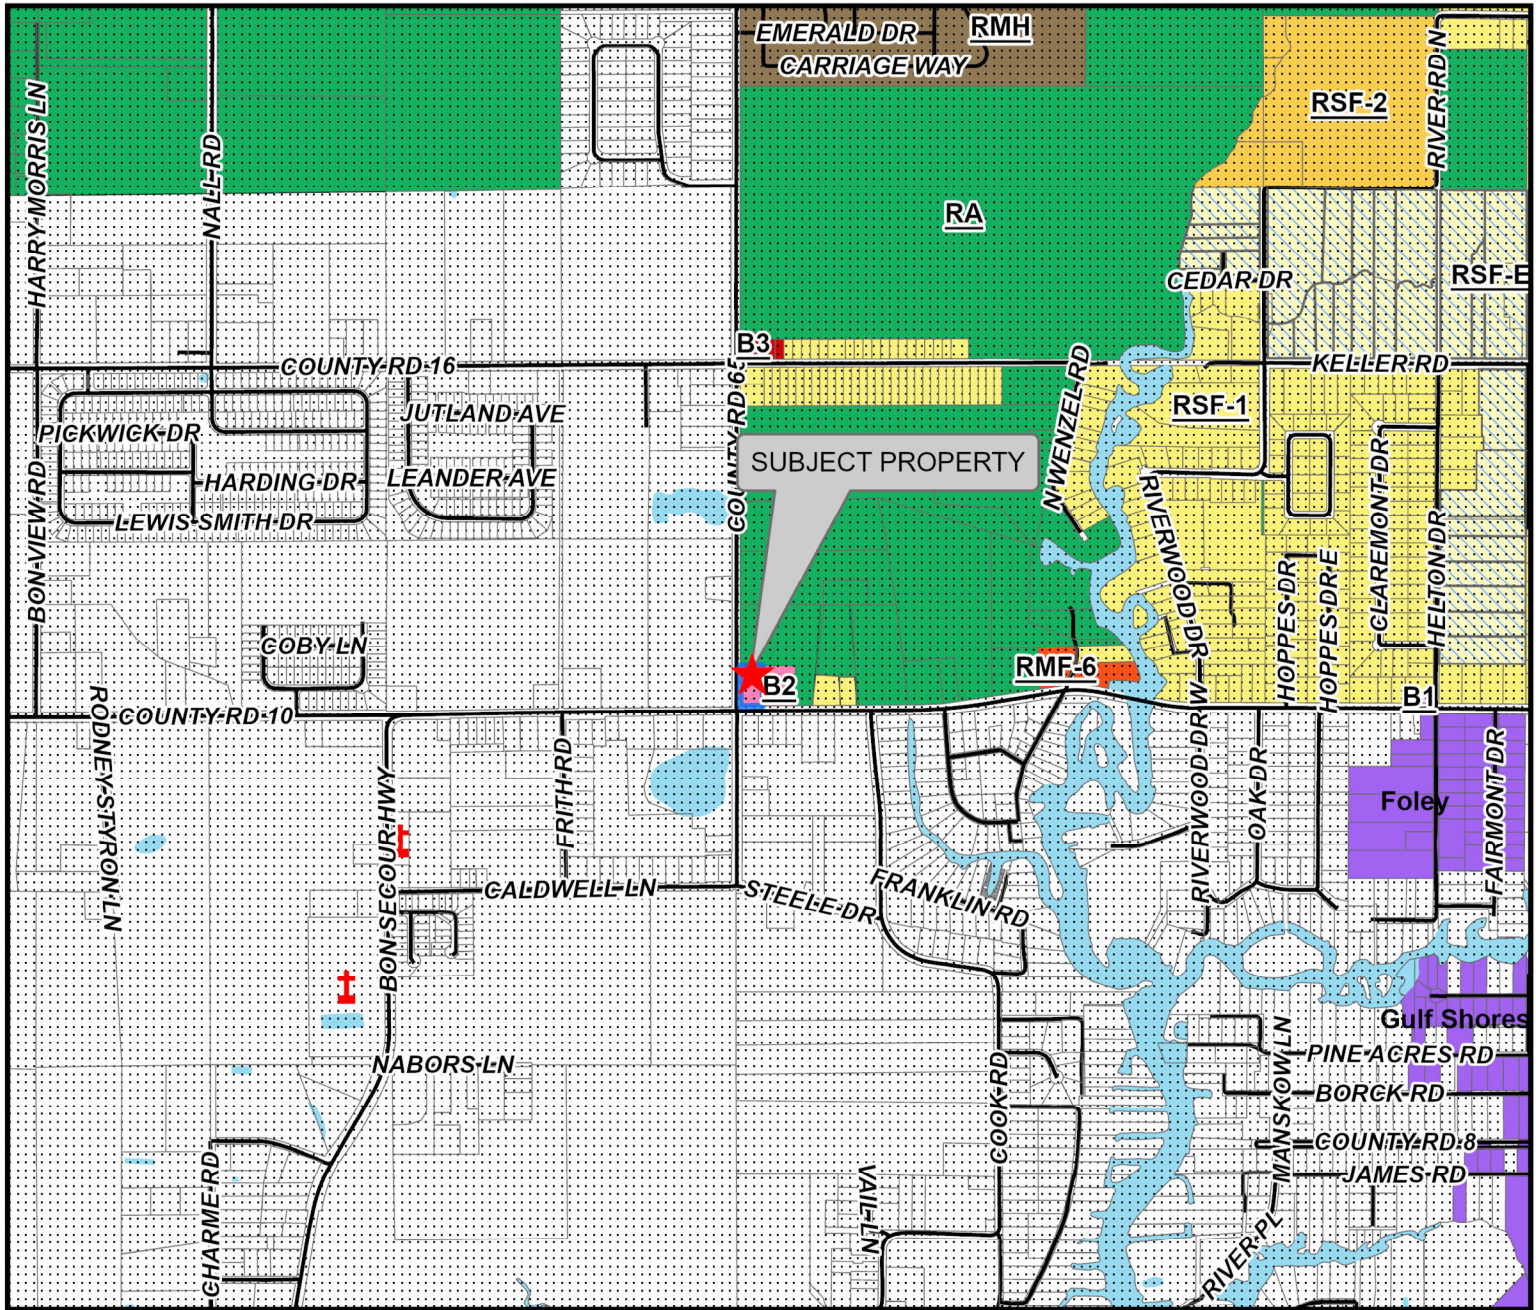 EMERALD DR
RMH
CARRIAGE WAY
RIVER RD N
RSF-2
HARRY MORRIS LN
NALL RD
RA
CEDAR DR
RSF-E
B3
COUNTY RD 16
KELLER RD
COUNTY RD 65
N WENZEL RD
RSF-1
JUTLAND AVE
PICKWICK DR
SUBJECT PROPERTY
LEANDER AVE
HARDING DR
LEWIS SMITH DR
BON VIEW RD
RIVERWOOD DR
CLAREMONT DR
HELTON DR
HOPPES DR
HOPPES DR E
COBY LN
RMF-6
B2
B1
COUNTY RD 10
RODNEY STYRON LN
BON SECOUR HWY
FRITH RD
RIVERWOOD DR W
OAK DR
Foley
FAIRMONT DR
CALDWELL LN
STEELE DR
FRANKLIN RD
Gulf Shores
PINE ACRES RD
NABORS LN
COOK RD
MANSKOW LN
BORCK RD
COUNTY RD 8
JAMES RD
CHARME RD
VAIL LN
RIVER PL